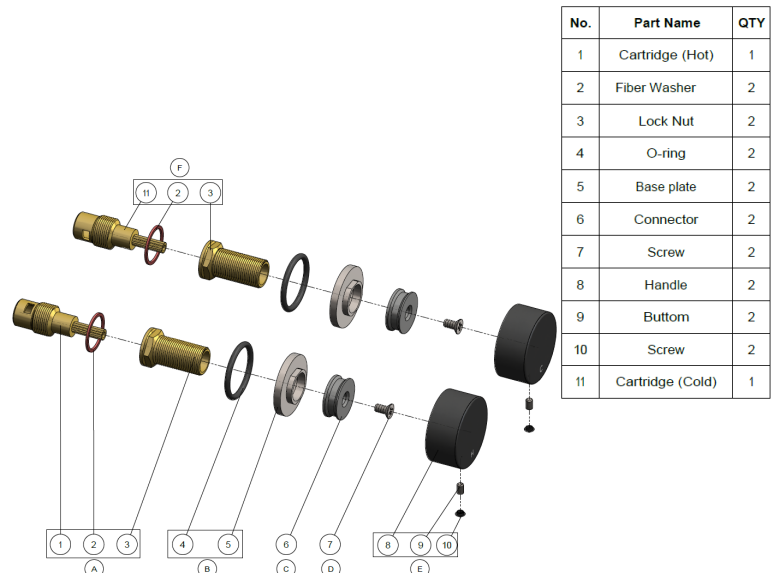 No. Part Name QTY
1 Cartridge (Hot) 1
2 Fiber Washer 2
3 Lock Nut 2
4 O-ring 2
5 Base plate 2
6 Connector 2
7 Screw 2
8 Handle 2
9 Buttom 2
10 Screw 2
11 Cartridge (Cold) 1
F
11 2 3
C
H
1 2 3 4 5 6 7 8 9 10
A B C D E